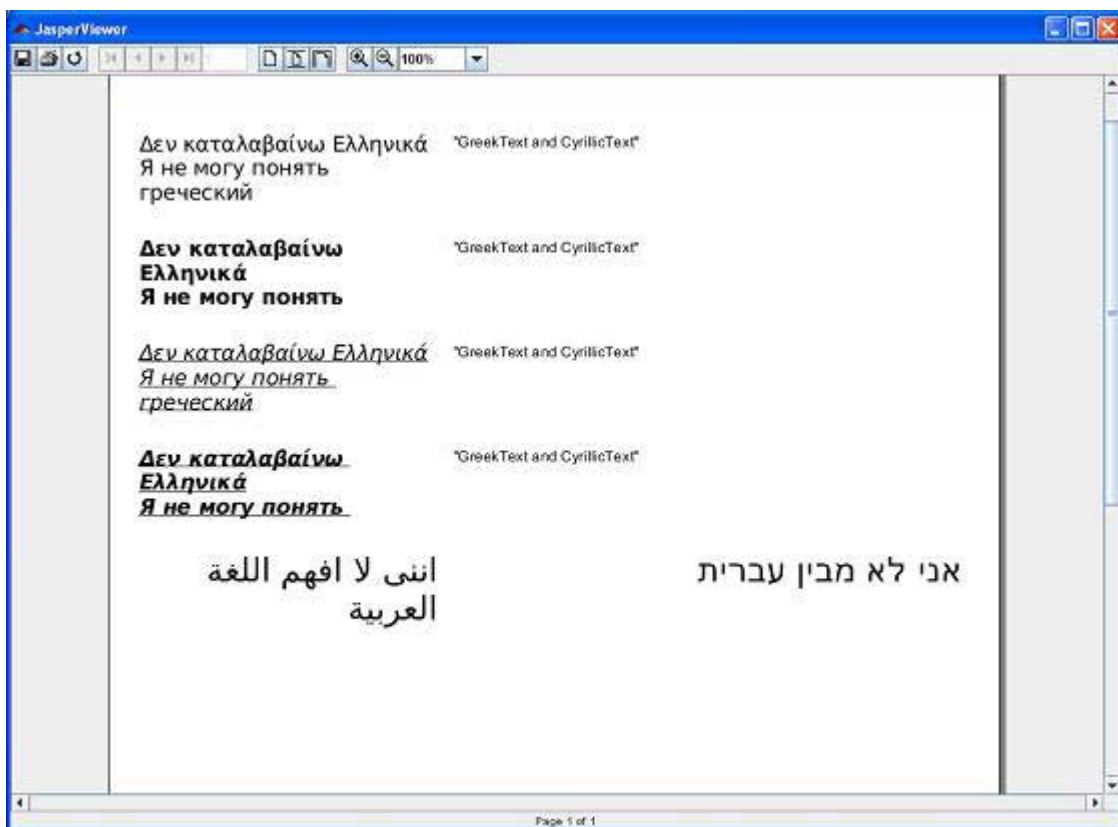 JasperViewer
100%
Δεν καταλαβαίνω Ελληνικά
Я не могу понять
греческий
"GreekText and CyrillicText"
Δεν καταλαβαίνω
Ελληνικά
Я не могу понять
"GreekText and CyrillicText"
Δεν καταλαβαίνω Ελληνικά
Я не могу понять
греческий
"GreekText and CyrillicText"
Δεν καταλαβαίνω
Ελληνικά
Я не могу понять
"GreekText and CyrillicText"
اننى لا افهم اللغة
العربية
אני לא מבין עברית
Page 1 of 1